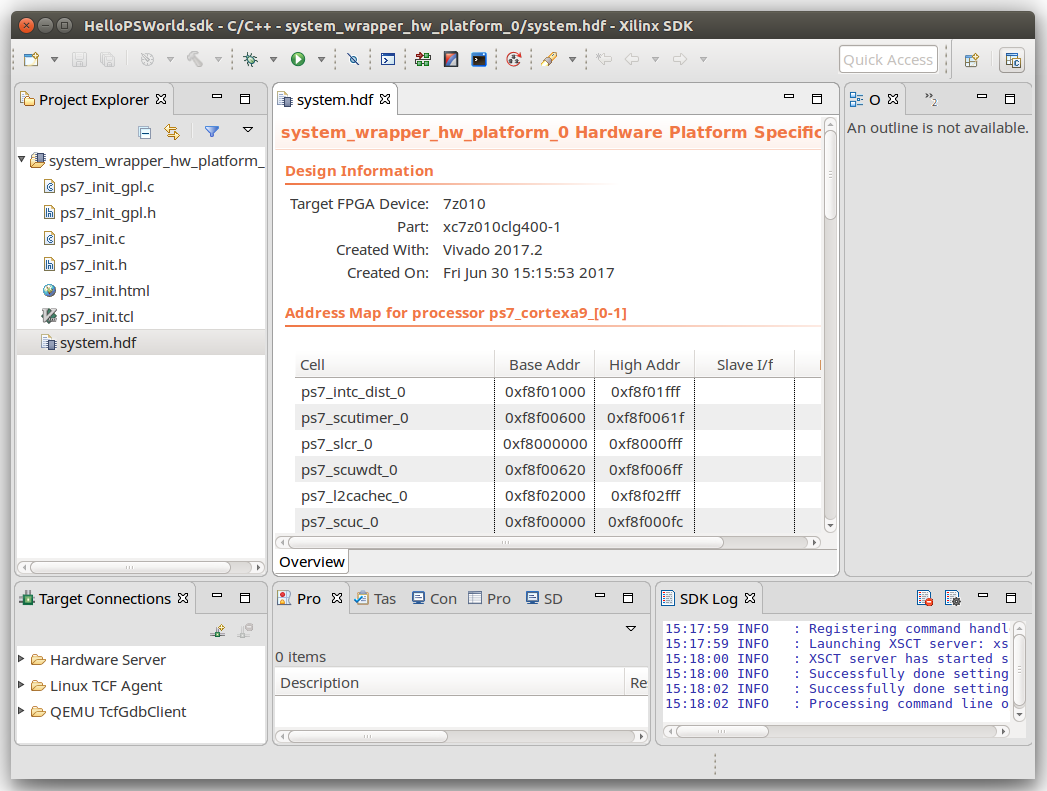 HelloPSWorld.sdk - C/C++ - system_wrapper_hw_platform_0/system.hdf - Xilinx SDK
Quick Access
Project Explorer
system_wrapper_hw_platform_
ps7_init_gpl.c
ps7_init_gpl.h
ps7_init.c
ps7_init.h
ps7_init.html
ps7_init.tcl
system.hdf
system.hdf
system_wrapper_hw_platform_0 Hardware Platform Specific
Design Information
Target FPGA Device: 7z010
Part: xc7z010clg400-1
Created With: Vivado 2017.2
Created On: Fri Jun 30 15:15:53 2017
Address Map for processor ps7_cortexa9_[0-1]
Cell Base Addr High Addr Slave I/f
ps7_intc_dist_0 0xf8f01000 0xf8f01fff
ps7_scutimer_0 0xf8f00600 0xf8f0061f
ps7_slcr_0 0xf8000000 0xf8000fff
ps7_scuwdt_0 0xf8f00620 0xf8f006ff
ps7_l2cachec_0 0xf8f02000 0xf8f02fff
ps7_scuc_0 0xf8f00000 0xf8f000fc
Overview
O
»2
An outline is not available.
Target Connections
Hardware Server
Linux TCF Agent
QEMU TcfGdbClient
Pro Tas Con Pro SD
0 items
Description Re
SDK Log
15:17:59 INFO : Registering command handl
15:17:59 INFO : Launching XSCT server: xs
15:18:00 INFO : XSCT server has started s
15:18:00 INFO : Successfully done setting
15:18:02 INFO : Successfully done setting
15:18:02 INFO : Processing command line o